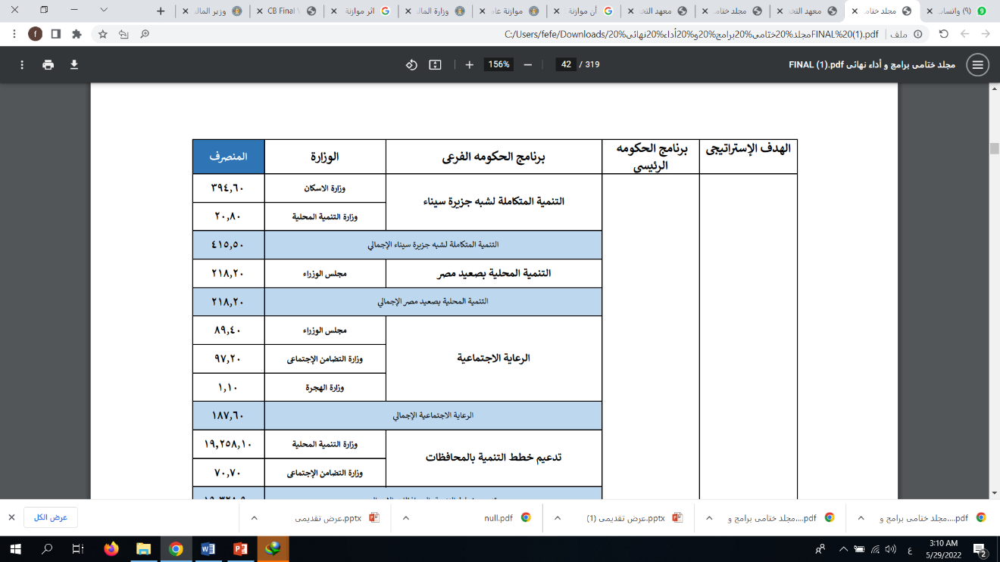 (٩) واتساب
مجلد ختام
معهد التخ
مجلد ختام
معهد التخ
أن موازنة
موازنة عام
وزارة المال
اثر موازنة
CB Final
وزير المال
ملف
C:/Users/fefe/Downloads/20%مجلد%20ختامى%20برامج%20و%20أداء%20نهائىFINAL%20(1).pdf
مجلد ختامى برامج و أداء نهائى FINAL (1).pdf
42 / 319
156%
الهدف الإستراتيجى
برنامج الحكومه الرئيسي
برنامج الحكومه الفرعى
الوزارة
المنصرف
التنمية المتكاملة لشبه جزيرة سيناء
وزارة الاسكان
٣٩٤,٦٠
وزارة التنمية المحلية
٢٠,٨٠
التنمية المتكاملة لشبه جزيرة سيناء الإجمالي
٤١٥,٥٠
التنمية المحلية بصعيد مصر
مجلس الوزراء
٢١٨,٢٠
التنمية المحلية بصعيد مصر الإجمالي
٢١٨,٢٠
الرعاية الاجتماعية
مجلس الوزراء
٨٩,٤٠
وزارة التضامن الإجتماعى
٩٧,٢٠
وزارة الهجرة
١,١٠
الرعاية الاجتماعية الإجمالي
١٨٧,٦٠
تدعيم خطط التنمية بالمحافظات
وزارة التنمية المحلية
١٩,٢٥٨,١٠
وزارة التضامن الإجتماعى
٧٠,٧٠
مجلد ختامى برامج و....pdf
مجلد ختامى برامج و....pdf
عرض تقديمى (1).pptx
null.pdf
عرض تقديمى.pptx
عرض الكل
3:10 AM
5/29/2022
ع
2